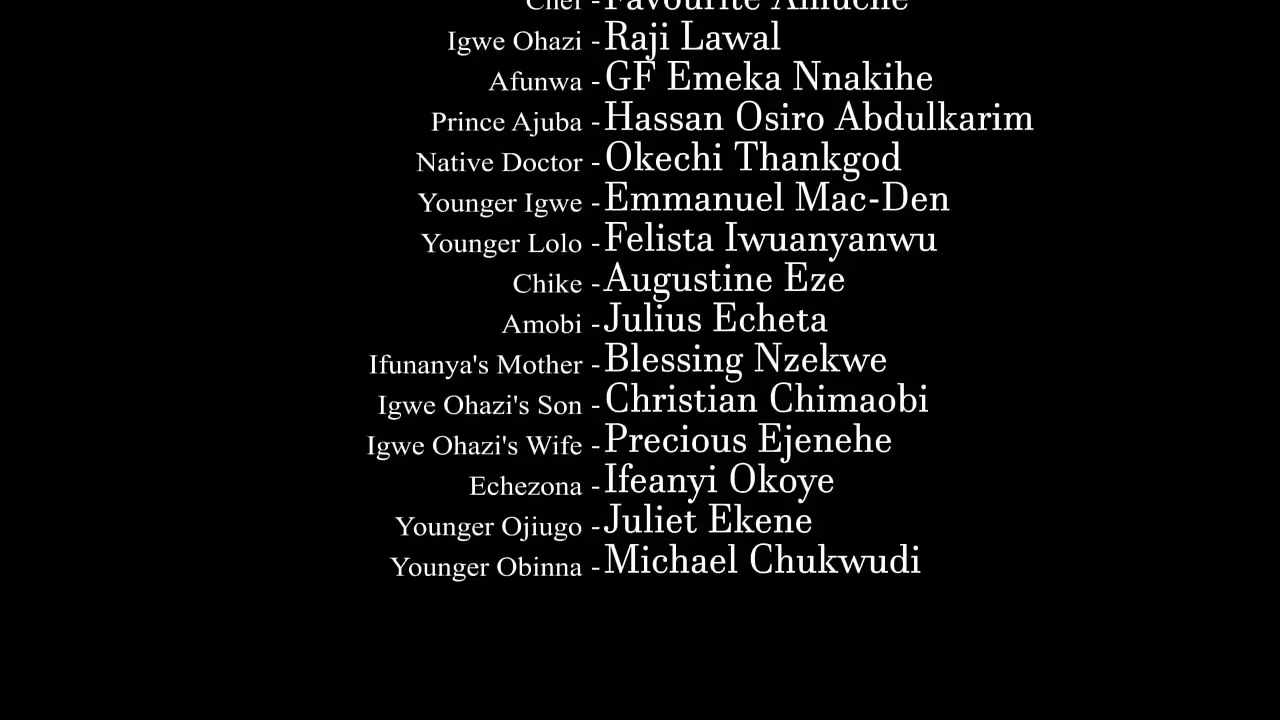 Chef - Favourite
Igwe Ohazi - Raji Lawal
Afunwa - GF Emeka Nnakihe
Prince Ajuba - Hassan Osiro Abdulkarim
Native Doctor - Okechi Thankgod
Younger Igwe - Emmanuel Mac-Den
Younger Lolo - Felista Iwuanyanwu
Chike - Augustine Eze
Amobi - Julius Echeta
Ifunanya's Mother - Blessing Nzekwe
Igwe Ohazi's Son - Christian Chimaobi
Igwe Ohazi's Wife - Precious Ejenehe
Echezona - Ifeanyi Okoye
Younger Ojiugo - Juliet Ekene
Younger Obinna - Michael Chukwudi